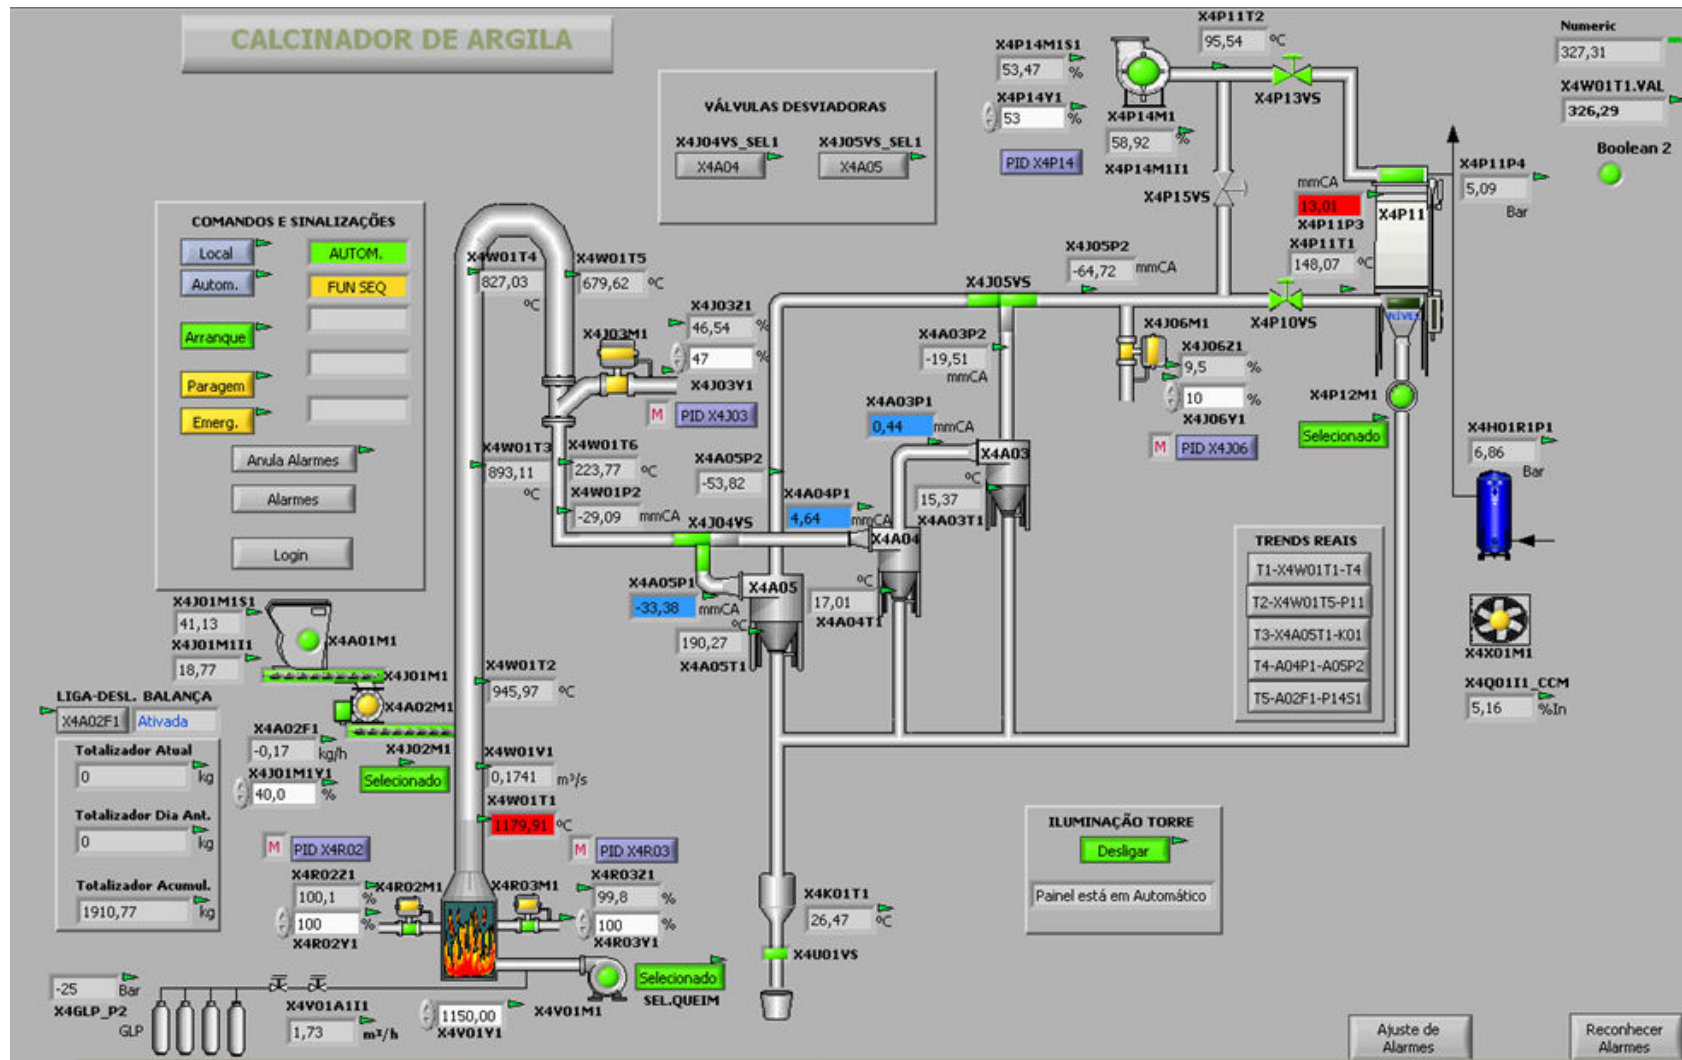 CALCINADOR DE ARGILA
X4P11T2
95,54 ºC
Numeric
327,31
X4P14M1S1
53,47 %
X4P14Y1
53 %
PID X4P14
X4P14M1
58,92 %
X4P14M1I1
X4P13VS
X4W01T1.VAL
326,29
Boolean 2
VÁLVULAS DESVIADORAS
X4J04VS_SEL1
X4A04
X4J05VS_SEL1
X4A05
X4P15VS
mmCA
13,01
X4P11P3
X4P11T1
148,07 ºC
X4P11
X4P11P4
5,09
Bar
COMANDOS E SINALIZAÇÕES
Local
AUTOM.
Autom.
FUN SEQ
Arranque
Paragem
Emerg.
Anula Alarmes
Alarmes
Login
X4W01T4
827,03
ºC
X4W01T5
679,62 ºC
X4J03Z1
46,54 %
X4J03M1
47 %
X4J03Y1
M PID X4J03
X4J05P2
-64,72 mmCA
X4J05VS
X4P10VS
NÍVEL
X4A03P2
-19,51
mmCA
X4J06M1
X4J06Z1
9,5 %
10 %
X4J06Y1
M PID X4J06
X4P12M1
Selecionado
X4A03P1
0,44 mmCA
X4A03
ºC
15,37
X4A03T1
X4H01R1P1
6,86
Bar
X4W01T3
893,11
ºC
X4W01T6
223,77 ºC
X4W01P2
-29,09 mmCA
X4A05P2
-53,82
X4J04VS
X4A04P1
4,64 mmCA
X4A04
ºC
17,01
X4A04T1
X4A05P1
-33,38 mmCA
X4A05
ºC
190,27
X4A05T1
TRENDS REAIS
T1-X4W01T1-T4
T2-X4W01T5-P11
T3-X4A05T1-K01
T4-A04P1-A05P2
T5-A02F1-P14S1
X4X01M1
X4Q01I1_CCM
5,16 %In
X4J01M1S1
41,13
X4J01M1I1
18,77
X4A01M1
X4J01M1
X4A02M1
X4J02M1
Selecionado
LIGA-DESL. BALANÇA
X4A02F1 Ativada
X4A02F1
-0,17 kg/h
X4J01M1Y1
40,0 %
Totalizador Atual
0 kg
Totalizador Dia Ant.
0 kg
Totalizador Acumul.
1910,77 kg
X4W01T2
945,97 ºC
X4W01V1
0,1741 m³/s
X4W01T1
1179,91 ºC
M PID X4R02
X4R02Z1
100,1 %
X4R02M1
100 %
X4R02Y1
M PID X4R03
X4R03M1
X4R03Z1
99,8 %
100 %
X4R03Y1
ILUMINAÇÃO TORRE
Desligar
Painel está em Automático
X4K01T1
26,47 ºC
X4U01VS
Selecionado
SEL.QUEIM
X4V01M1
1150,00
X4V01Y1
-25 Bar
X4GLP_P2
GLP
X4V01A1I1
1,73 m³/h
Ajuste de
Alarmes
Reconhecer
Alarmes